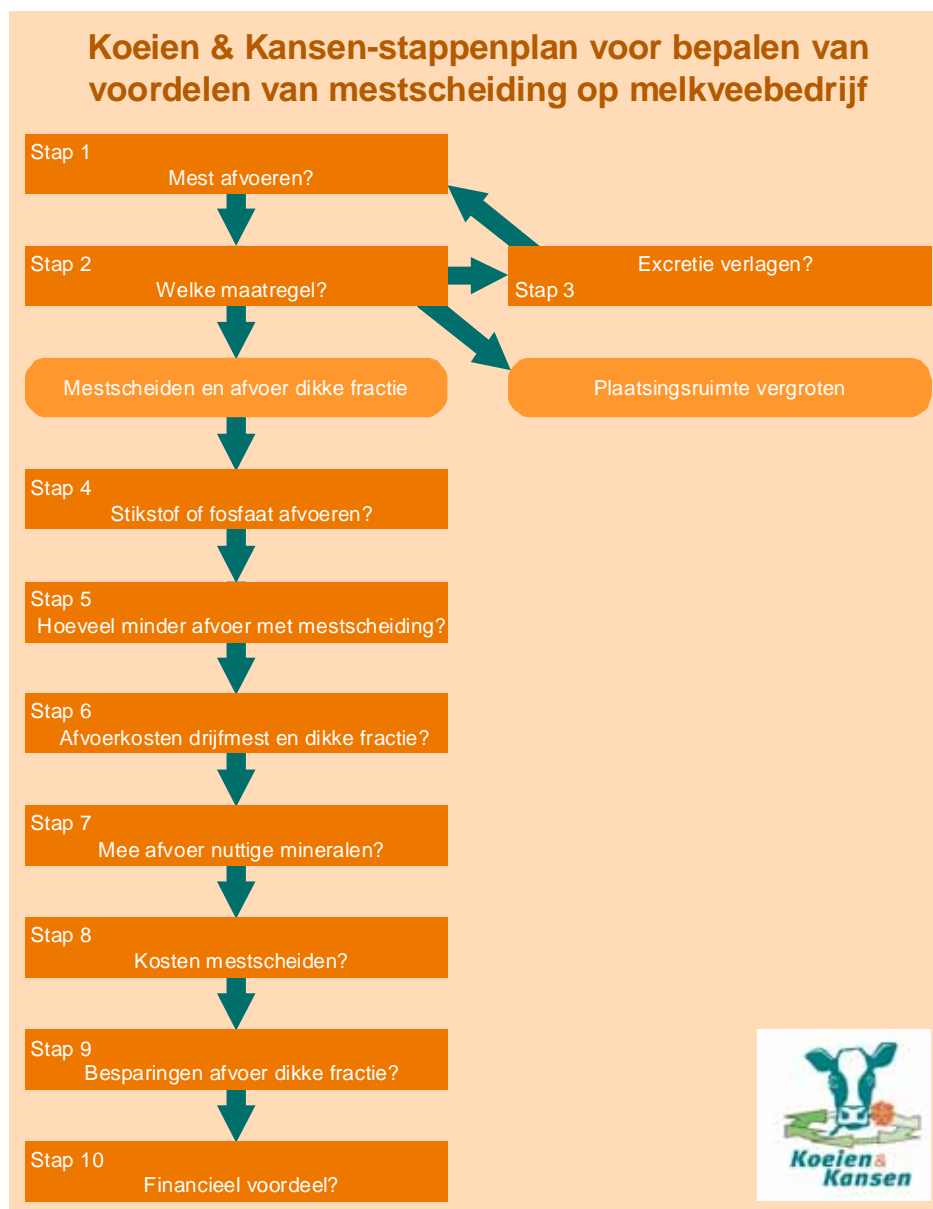 Koeien & Kansen-stappenplan voor bepalen van
voordelen van mestscheiding op melkveebedrijf
Stap 1
Mest afvoeren?
Stap 2
Welke maatregel?
Excretie verlagen?
Stap 3
Mestscheiden en afvoer dikke fractie
Plaatsingsruimte vergroten
Stap 4
Stikstof of fosfaat afvoeren?
Stap 5
Hoeveel minder afvoer met mestscheiding?
Stap 6
Afvoerkosten drijfmest en dikke fractie?
Stap 7
Mee afvoer nuttige mineralen?
Stap 8
Kosten mestscheiden?
Stap 9
Besparingen afvoer dikke fractie?
Stap 10
Financieel voordeel?
Koeien &
Kansen